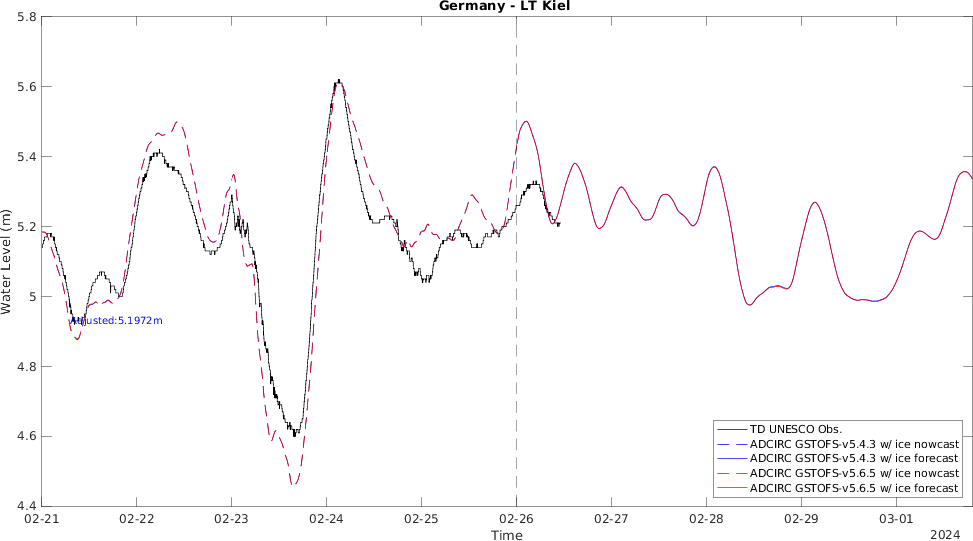 Germany - LT Kiel
5.8
5.6
5.4
5.2
5
4.8
4.6
4.4
Water Level (m)
Adjusted:5.1972m
TD UNESCO Obs.
ADCIRC GSTOFS-v5.4.3 w/ ice nowcast
ADCIRC GSTOFS-v5.4.3 w/ ice forecast
ADCIRC GSTOFS-v5.6.5 w/ ice nowcast
ADCIRC GSTOFS-v5.6.5 w/ ice forecast
02-21 02-22 02-23 02-24 02-25 02-26 02-27 02-28 02-29 03-01
Time
2024